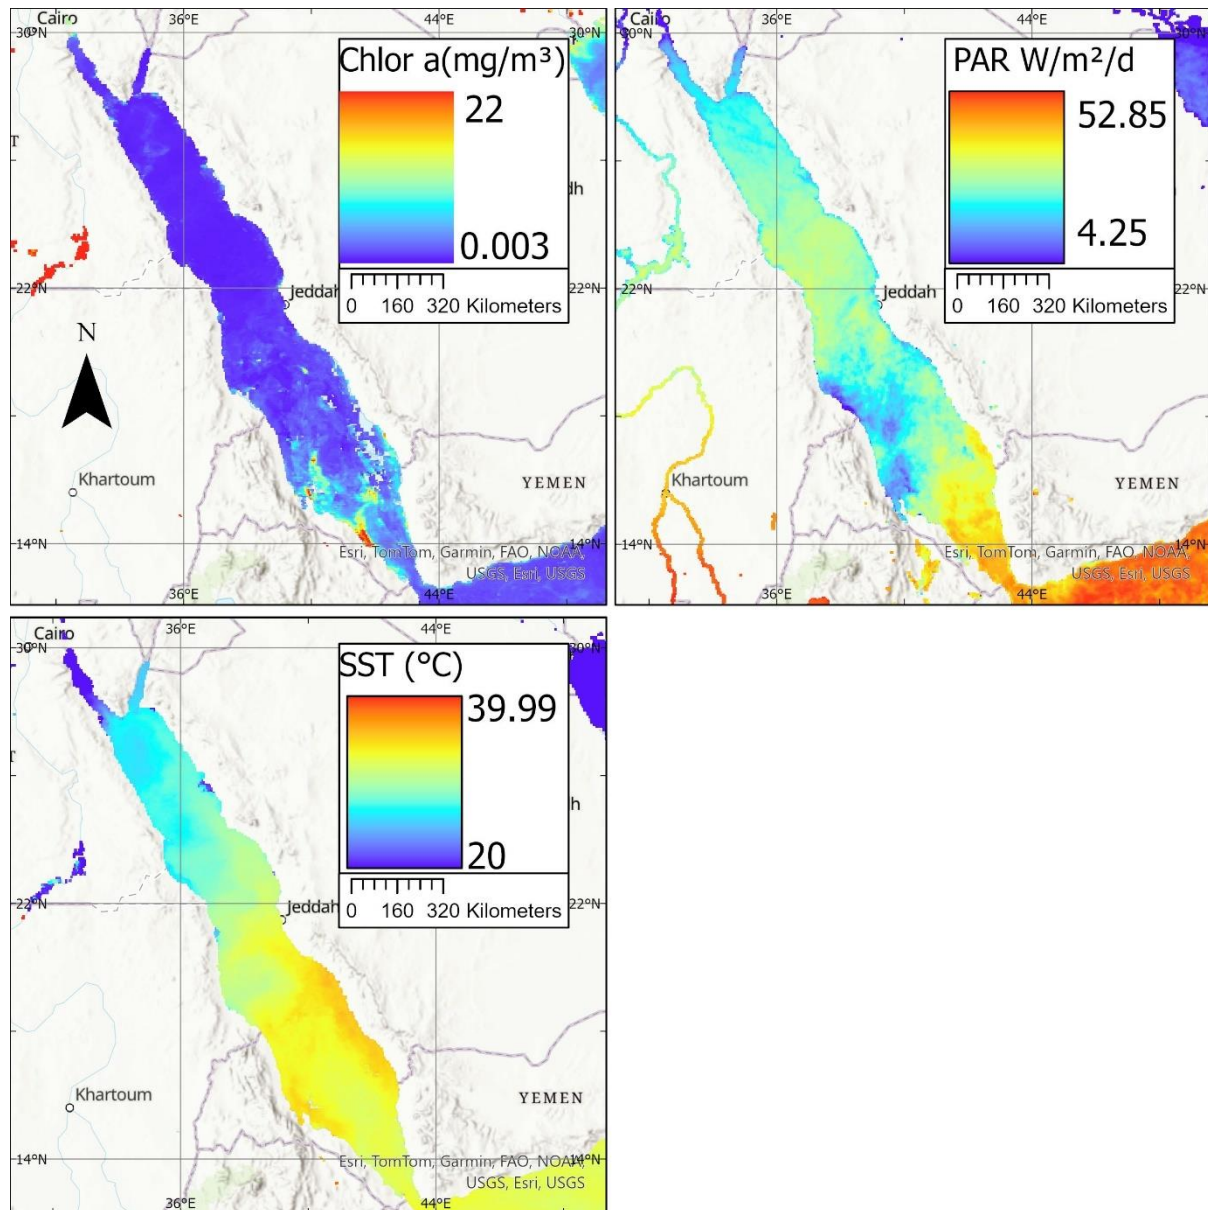 Cairo
36°E
44°E
30°N
Chlor a(mg/m³)
22
0.003
0 160 320 Kilometers
T
dh
22°N
Jeddah
N
Khartoum
YEMEN
14°N
14°N
Esri, TomTom, Garmin, FAO, NOAA,
USGS, Esri, USGS
36°E
44°E
Cairo
36°E
44°E
30°N
30°N
PAR W/m²/d
52.85
4.25
0 160 320 Kilometers
22°N
22°N
Jeddah
Khartoum
YEMEN
14°N
14°N
Esri, TomTom, Garmin, FAO, NOAA,
USGS, Esri, USGS
36°E
44°E
Cairo
36°E
44°E
30°N
SST (°C)
39.99
20
0 160 320 Kilometers
T
h
22°N
Jeddah
Khartoum
YEMEN
14°N
14°N
Esri, TomTom, Garmin, FAO, NOAA,
USGS, Esri, USGS
36°E
44°E